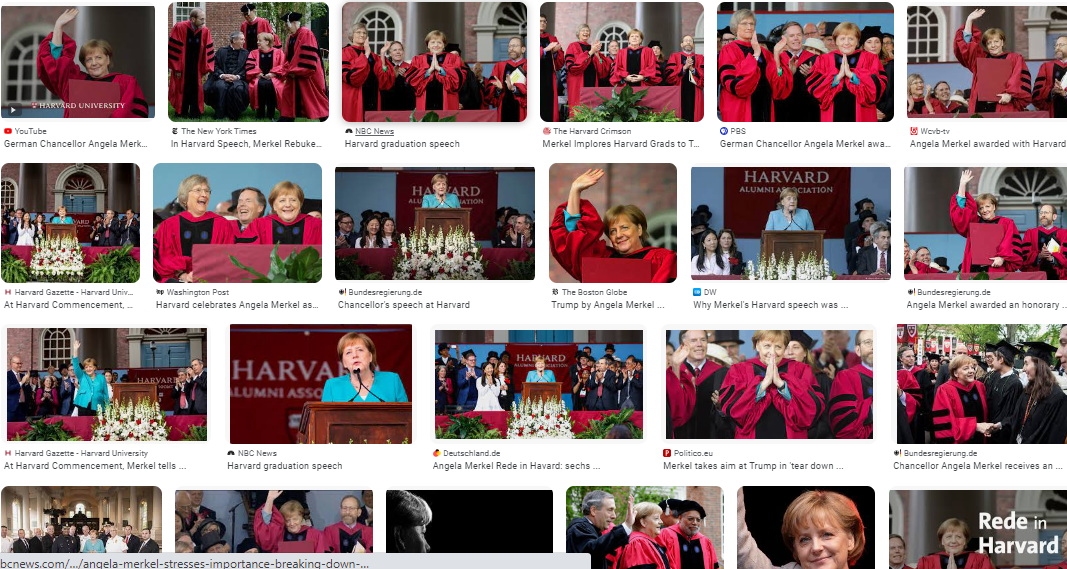 HARVARD UNIVERSITY
YouTube
German Chancellor Angela Merk...
The New York Times
In Harvard Speech, Merkel Rebuke...
NBC News
Harvard graduation speech
The Harvard Crimson
Merkel Implores Harvard Grads to T...
PBS
German Chancellor Angela Merkel awa...
Wcvb-tv
Angela Merkel awarded with Harvard
HARVARD
ALUMNI ASSOCIATION
HARVARD
ALUMNI ASSOCIATION
Harvard Gazette - Harvard Univ...
At Harvard Commencement, ...
Washington Post
Harvard celebrates Angela Merkel as...
Bundesregierung.de
Chancellor's speech at Harvard
The Boston Globe
Trump by Angela Merkel ...
DW
Why Merkel's Harvard speech was ...
Bundesregierung.de
Angela Merkel awarded an honorary ...
HARVARD
HARVARD
ALUMNI ASSOC
HARVARD
ALUMNI ASSOCIATION
Harvard Gazette - Harvard University
At Harvard Commencement, Merkel tells ...
NBC News
Harvard graduation speech
Deutschland.de
Angela Merkel Rede in Havard: sechs ...
Politico.eu
Merkel takes aim at Trump in 'tear down ...
Bundesregierung.de
Chancellor Angela Merkel receives an ...
Rede in
Harvard
bcnews.com/.../angela-merkel-stresses-importance-breaking-down-...